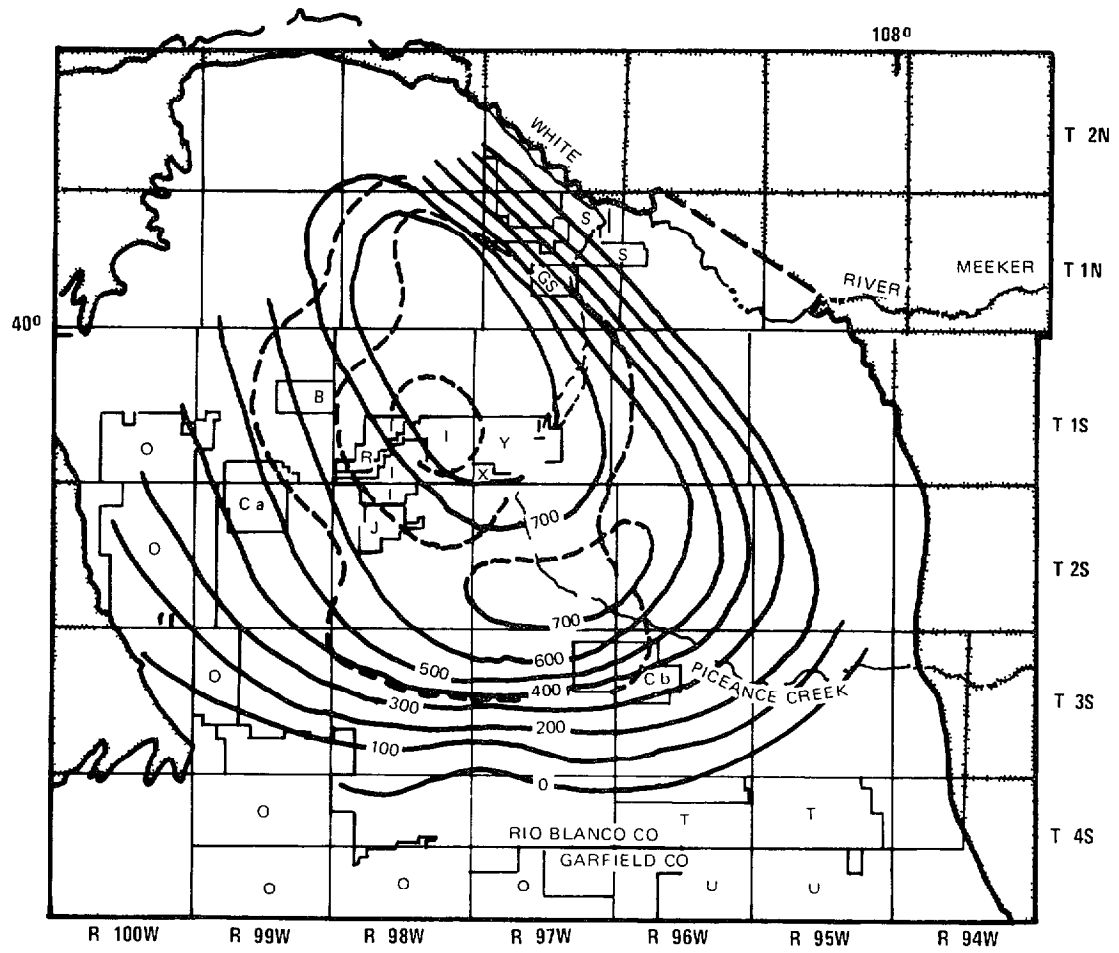 108°
WHITE
T 2N
S
S
GS
RIVER
MEEKER
T 1N
40°
B
O
I
I
Y
R
X
T 1S
Ca
I
J
700
O
T 2S
700
600
500
400
300
200
100
0
O
Cb
PICEANCE CREEK
T 3S
O
T
T
RIO BLANCO CO
GARFIELD CO
T 4S
O
O
O
U
U
R 100W
R 99W
R 98W
R 97W
R 96W
R 95W
R 94W